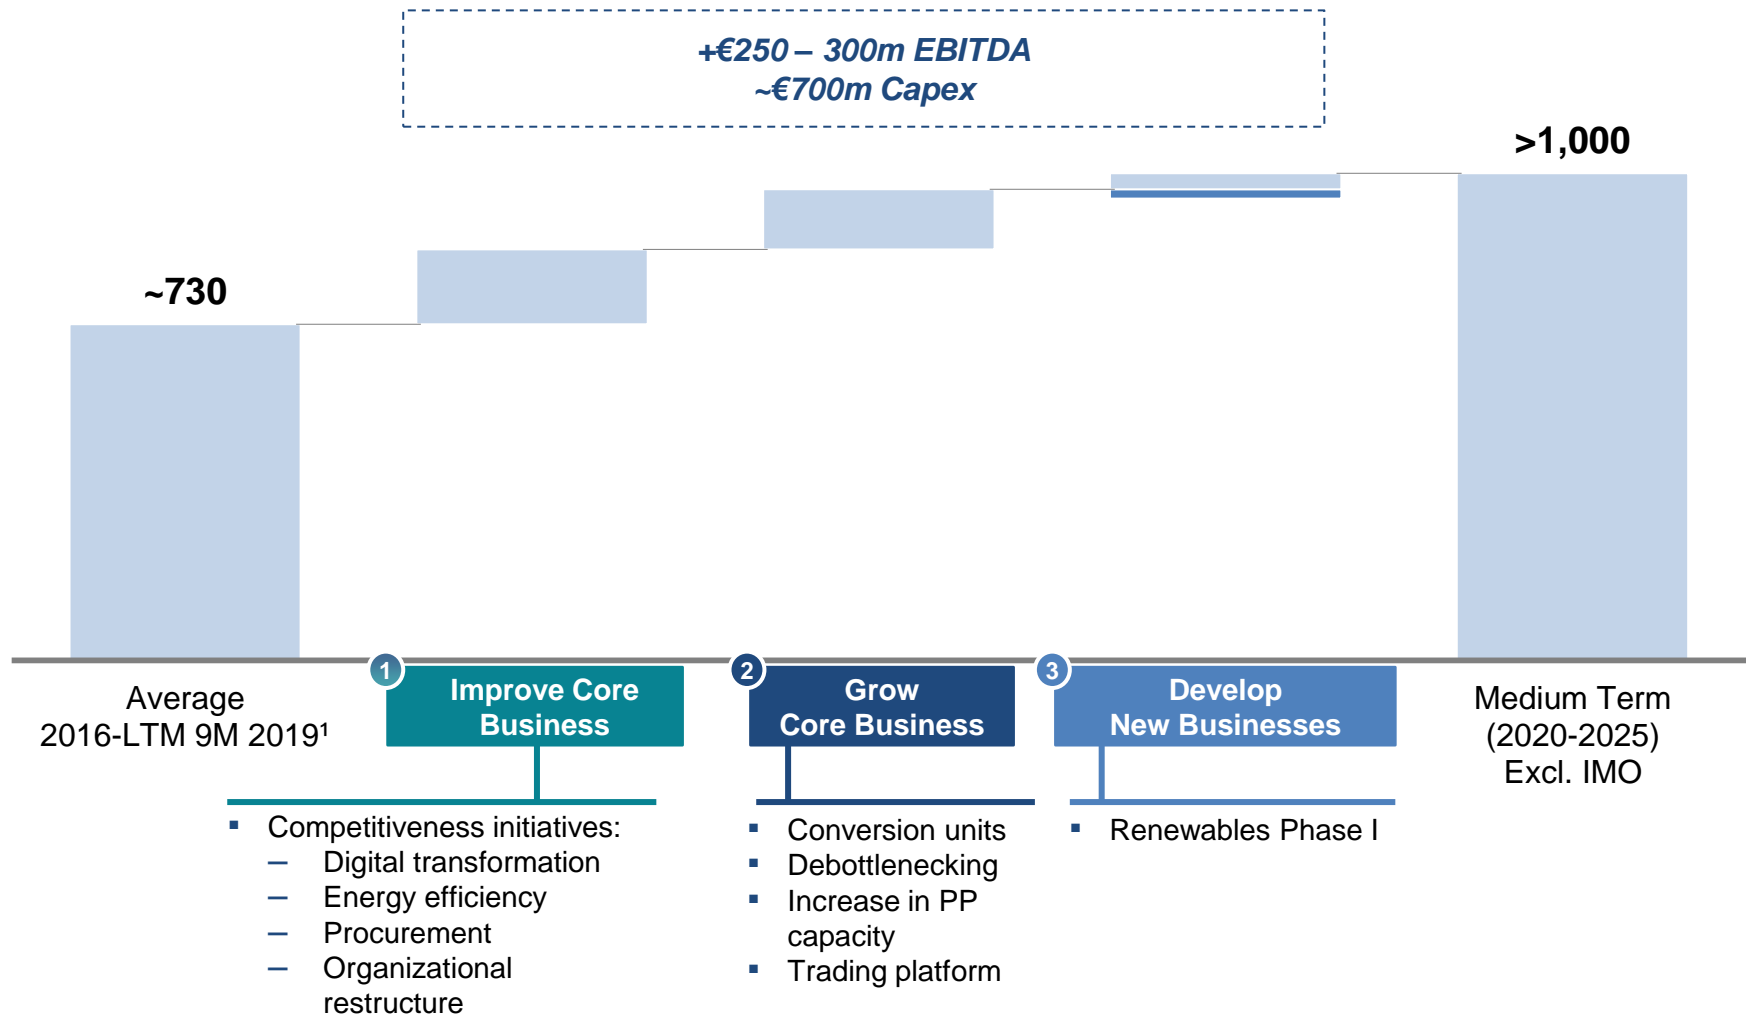 +€250 – 300m EBITDA
~€700m Capex
>1,000
~730
Average
2016-LTM 9M 2019¹
1
Improve Core
Business
2
Grow
Core Business
3
Develop
New Businesses
Medium Term
(2020-2025)
Excl. IMO
▪ Competitiveness initiatives:
– Digital transformation
– Energy efficiency
– Procurement
– Organizational
restructure
▪ Conversion units
▪ Debottlenecking
▪ Increase in PP
capacity
▪ Trading platform
▪ Renewables Phase I